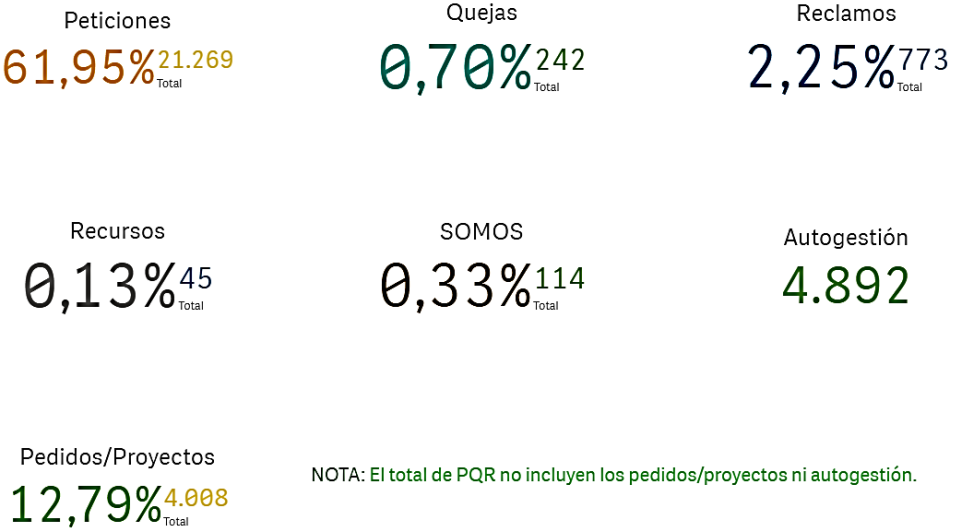 Peticiones
61,95% 21.269
Total
Quejas
0,70% 242
Total
Reclamos
2,25% 773
Total
Recursos
0,13% 45
Total
SOMOS
0,33% 114
Total
Autogestión
4.892
Pedidos/Proyectos
12,79% 4.008
Total
NOTA: El total de PQR no incluyen los pedidos/proyectos ni autogestión.